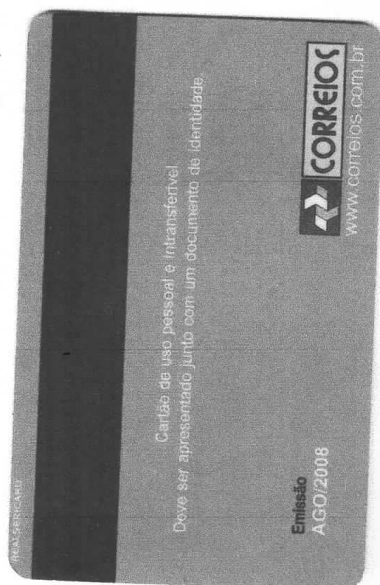 Cartão de uso pessoal e intransferível.
Deve ser apresentado junto com um documento de identidade.
Emissão
AGO/2008
CORREIOS
www.correios.com.br